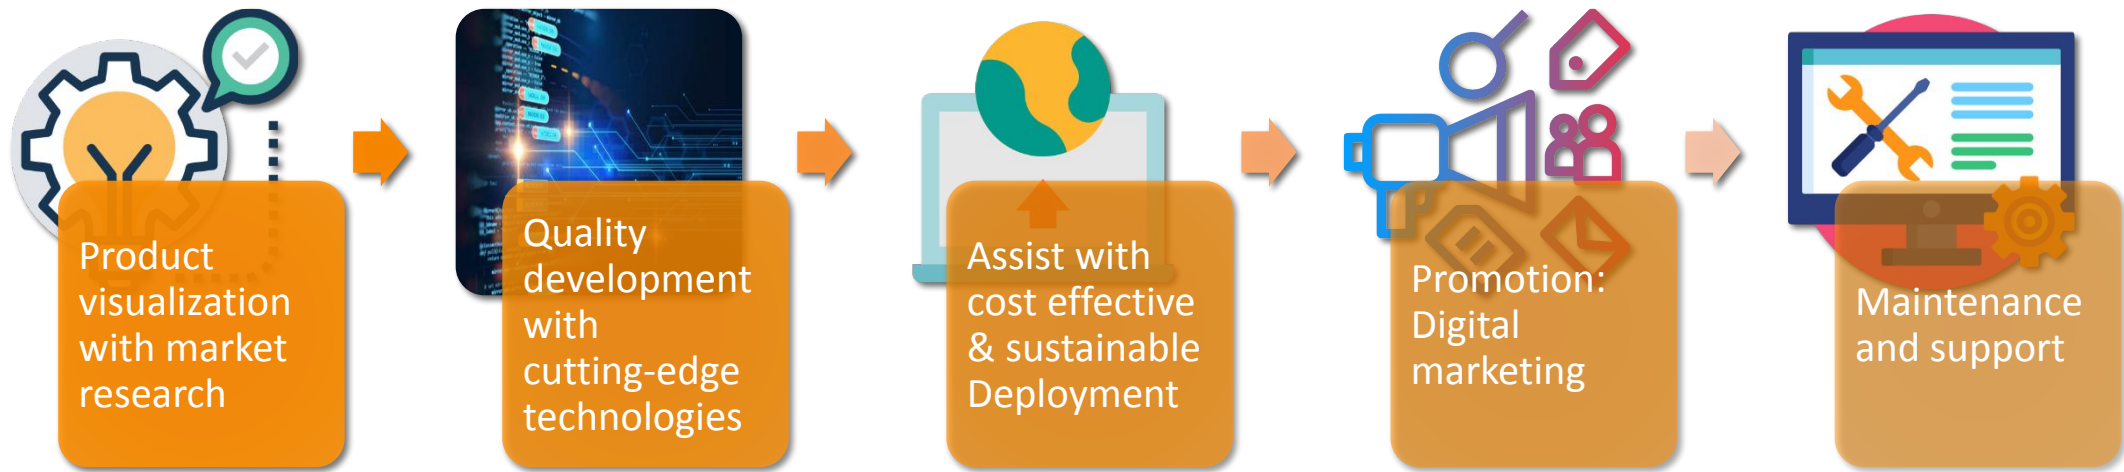 Product
visualization
with market
research
Quality
development
with
cutting-edge
technologies
Assist with
cost effective
& sustainable
Deployment
Promotion:
Digital
marketing
Maintenance
and support